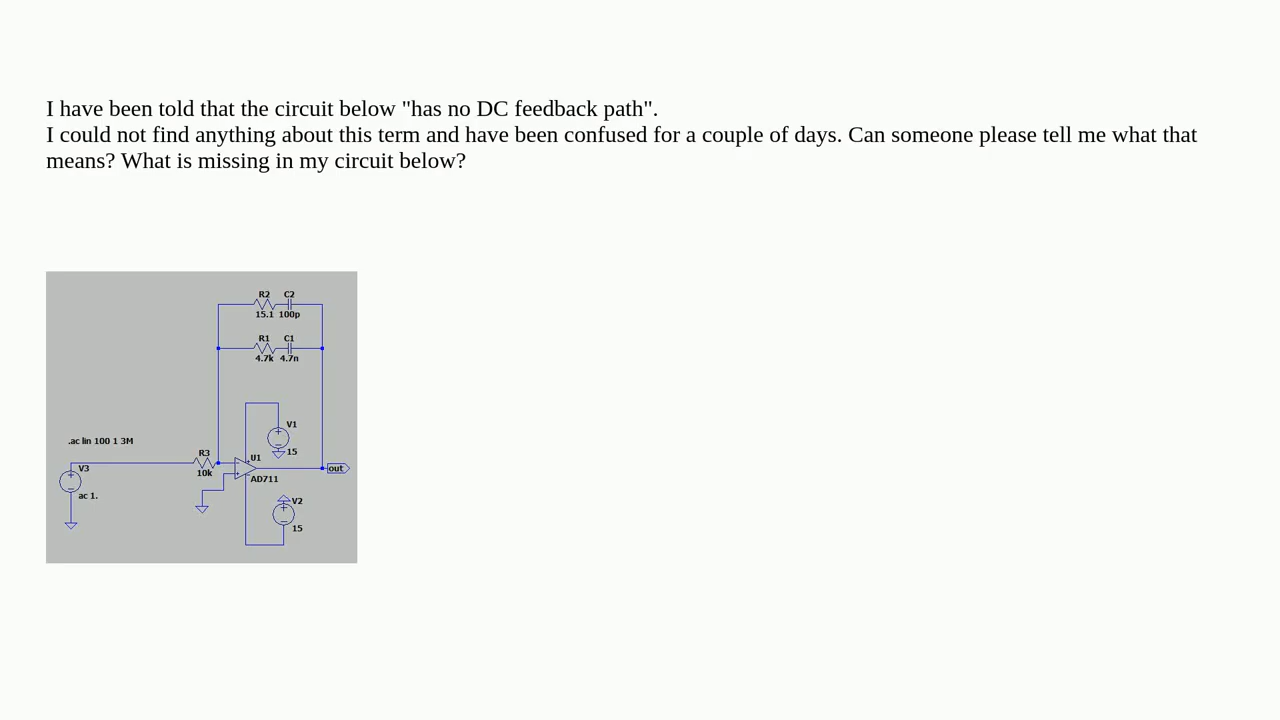 I have been told that the circuit below "has no DC feedback path".
I could not find anything about this term and have been confused for a couple of days. Can someone please tell me what that
means? What is missing in my circuit below?
R2 C2
15.1 100p
R1 C1
4.7k 4.7n
V1
15
.ac lin 100 1 3M
R3
10k
U1
AD711
V3
ac 1.
out
V2
15